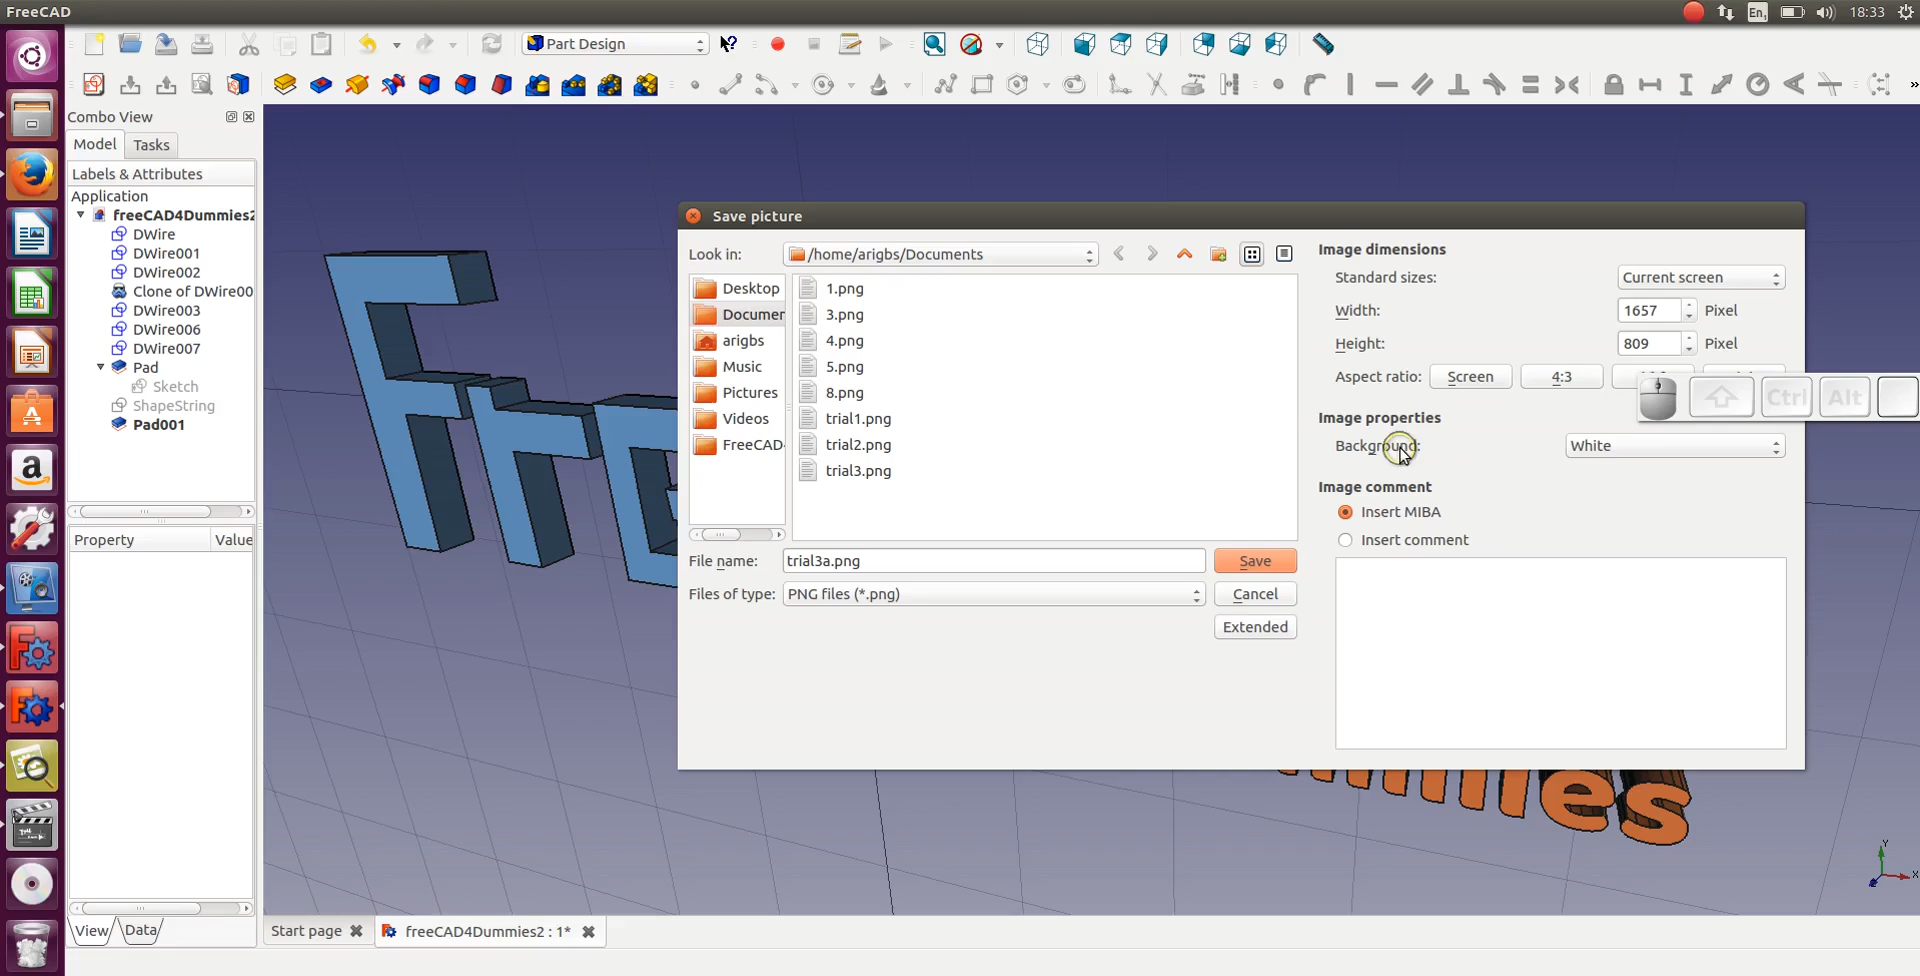 FreeCAD
En1
18:33
Part Design
Combo View
Model
Tasks
Labels & Attributes
Application
freeCAD4Dummies2
DWire
DWire001
DWire002
Clone of DWire00
DWire003
DWire006
DWire007
Pad
Sketch
ShapeString
Pad001
Property
Value
View
Data
Save picture
Look in:
/home/arigbs/Documents
Desktop
Documen
arigbs
Music
Pictures
Videos
FreeCAD-
1.png
3.png
4.png
5.png
8.png
trial1.png
trial2.png
trial3.png
File name:
trial3a.png
Save
Files of type:
PNG files (*.png)
Cancel
Extended
Image dimensions
Standard sizes:
Current screen
Width:
1657
Pixel
Height:
809
Pixel
Aspect ratio:
Screen
4:3
Ctrl
Alt
Image properties
Background:
White
Image comment
Insert MIBA
Insert comment
Fre
mmies
Y
X
Start page
freeCAD4Dummies2 : 1*